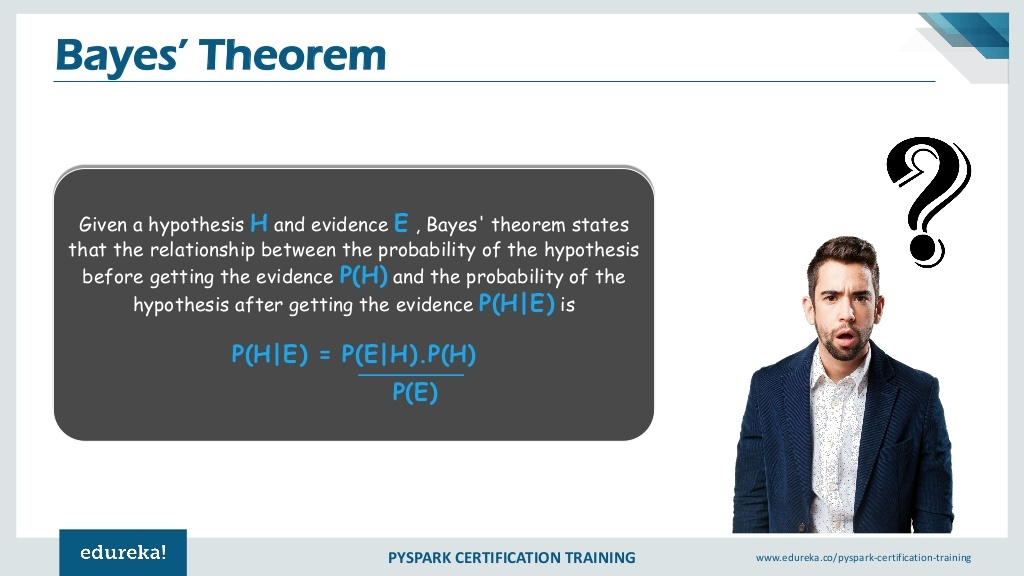 Bayes’ Theorem
?
Given a hypothesis H and evidence E , Bayes' theorem states
that the relationship between the probability of the hypothesis
before getting the evidence P(H) and the probability of the
hypothesis after getting the evidence P(H|E) is
P(H|E) = P(E|H).P(H)
P(E)
edureka!
PYSPARK CERTIFICATION TRAINING
www.edureka.co/pyspark-certification-training